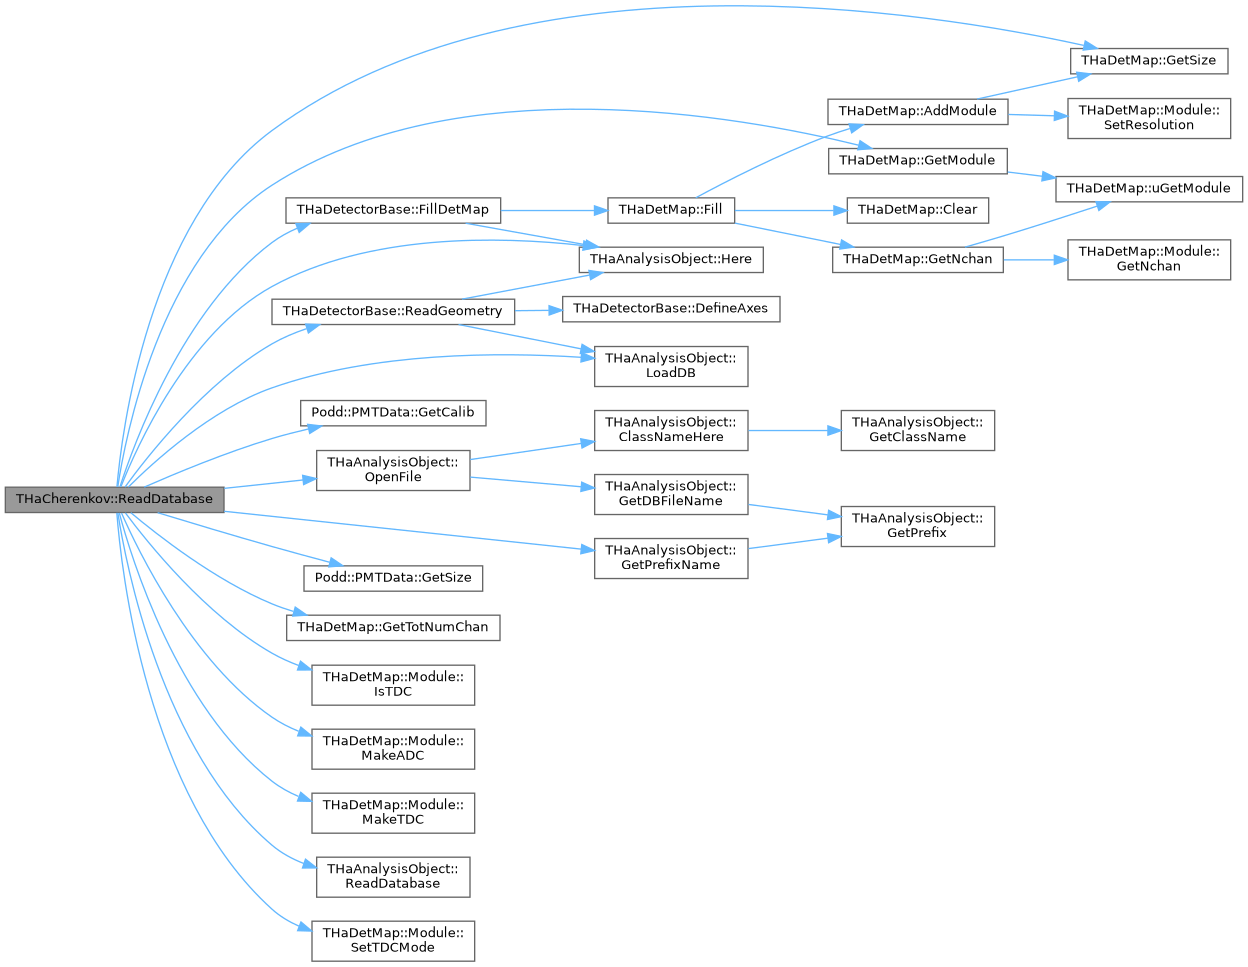 THaCherenkov::ReadDatabase
THaDetMap::GetSize
THaDetMap::AddModule
THaDetMap::Module::
SetResolution
THaDetMap::GetModule
THaDetMap::uGetModule
THaDetectorBase::FillDetMap
THaDetMap::Fill
THaDetMap::Clear
THaDetMap::GetNchan
THaDetMap::Module::
GetNchan
THaAnalysisObject::Here
THaDetectorBase::ReadGeometry
THaDetectorBase::DefineAxes
THaAnalysisObject::
LoadDB
Podd::PMTData::GetCalib
THaAnalysisObject::
OpenFile
THaAnalysisObject::
ClassNameHere
THaAnalysisObject::
GetClassName
THaAnalysisObject::
GetDBFileName
THaAnalysisObject::
GetPrefix
THaAnalysisObject::
GetPrefixName
Podd::PMTData::GetSize
THaDetMap::GetTotNumChan
THaDetMap::Module::
IsTDC
THaDetMap::Module::
MakeADC
THaDetMap::Module::
MakeTDC
THaAnalysisObject::
ReadDatabase
THaDetMap::Module::
SetTDCMode